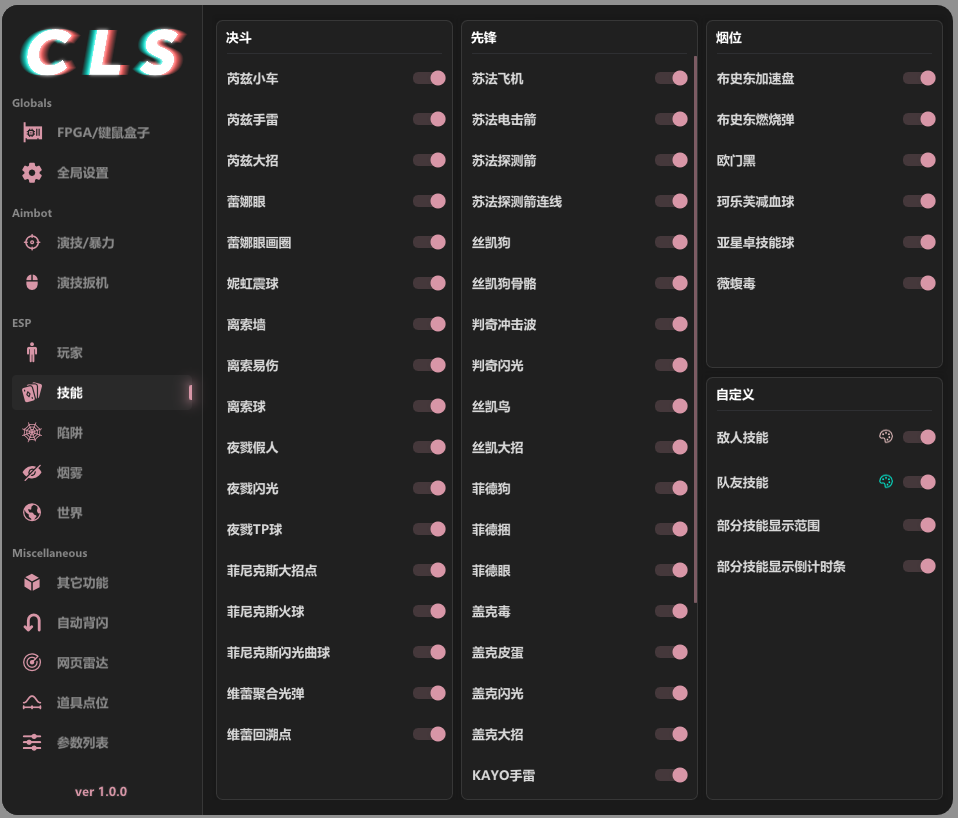 CLS
Globals
FPGA/键鼠盒子
全局设置
Aimbot
演技/暴力
演技扳机
ESP
玩家
技能
陷阱
烟雾
世界
Miscellaneous
其它功能
自动背闪
网页雷达
道具点位
参数列表
ver 1.0.0
决斗
芮兹小车
芮兹手雷
芮兹大招
蕾娜眼
蕾娜眼画圈
妮虹震球
离索墙
离索易伤
离索球
夜戮假人
夜戮闪光
夜戮TP球
菲尼克斯大招点
菲尼克斯火球
菲尼克斯闪光曲球
维蕾聚合光弹
维蕾回溯点
先锋
苏法飞机
苏法电击箭
苏法探测箭
苏法探测箭连线
丝凯狗
丝凯狗骨骼
判奇冲击波
判奇闪光
丝凯鸟
丝凯大招
菲德狗
菲德捆
菲德眼
盖克毒
盖克皮蛋
盖克闪光
盖克大招
KAYO手雷
烟位
布史东加速盘
布史东燃烧弹
欧门黑
珂乐芙减血球
亚星卓技能球
薇蝮毒
自定义
敌人技能
队友技能
部分技能显示范围
部分技能显示倒计时条